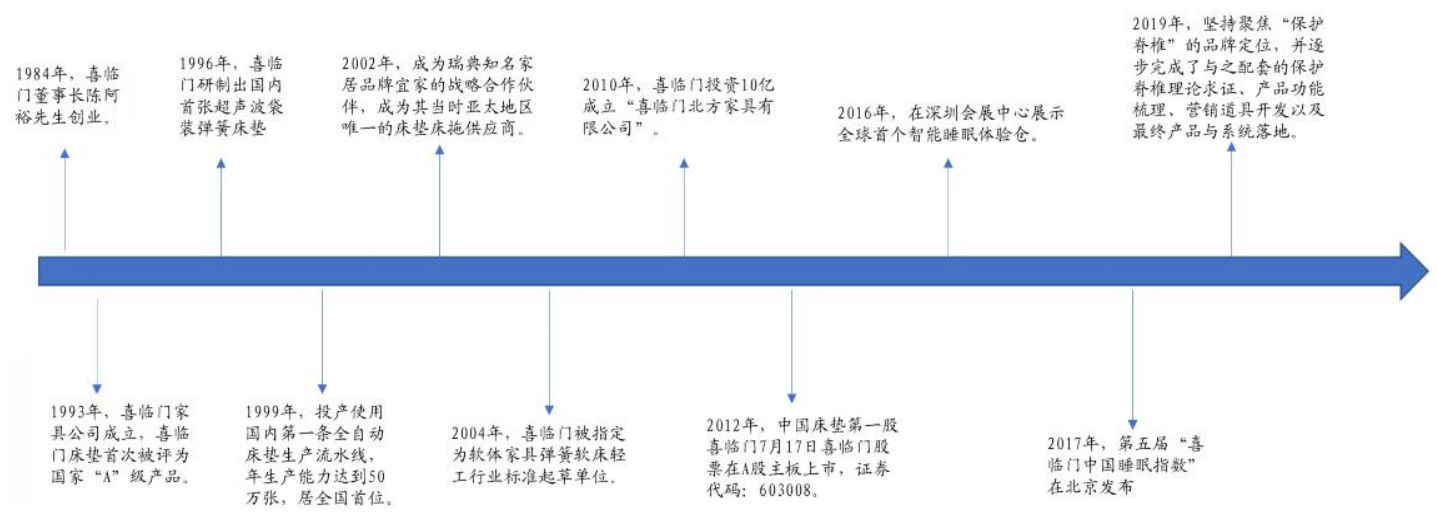 1984年，喜临
门董事长陈阿
裕先生创业。
1996年，喜临
门研制出国内
首张超声波袋
装弹簧床垫
2002年，成为瑞典知名家
居品牌宜家的战略合作伙
伴，成为其当时亚太地区
唯一的床垫床拖供应商。
2010年，喜临门投资10亿
成立“喜临门北方家具有
限公司”。
2016年，在深圳会展中心展示
全球首个智能睡眠体验仓。
2019年，坚持聚焦“保护
脊椎”的品牌定位，并逐
步完成了与之配套的保护
脊椎理论求证、产品功能
梳理、营销道具开发以及
最终产品与系统落地。
1993年，喜临门家
具公司成立，喜临
门床垫首次被评为
国家“A”级产品。
1999年，投产使用
国内第一条全自动
床垫生产流水线，
年生产能力达到50
万张，居全国首位。
2004年，喜临门被指定
为软体家具弹簧软床轻
工行业标准起草单位。
2012年，中国床垫第一股
喜临门7月17日喜临门股
票在A股主板上市，证券
代码：603008。
2017年，第五届“喜
临门中国睡眠指数”
在北京发布